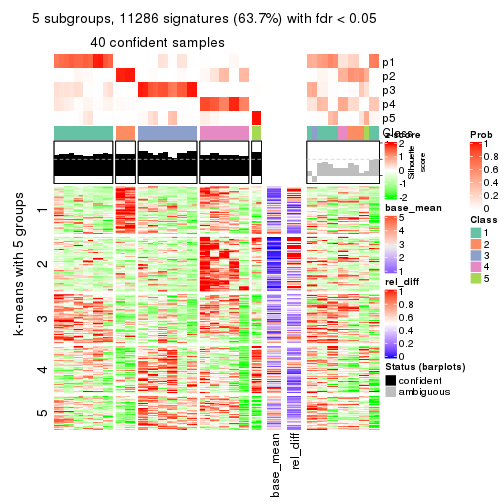 5 subgroups, 11286 signatures (63.7%) with fdr < 0.05
40 confident samples
p1
p2
p3
p4
p5
Class
z-score
2
1
0
-1
-2
Silhouette
score
Prob
1
0.8
0.6
0.4
0.2
0
Class
1
2
3
4
5
base_mean
5
4
3
2
1
rel_diff
1
0.8
0.6
0.4
0.2
0
Status (barplots)
confident
ambiguous
k-means with 5 groups
1
2
3
4
5
base_mean
rel_diff